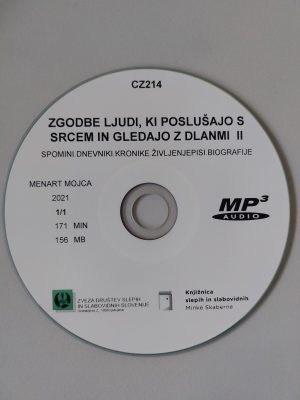 CZ214
ZGODBE LJUDI, KI POSLUŠAJO S
SRCEM IN GLEDAJO Z DLANMI II
SPOMINI.DNEVNIKI.KRONIKE.ŽIVLJENJEPISI.BIOGRAFIJE
MENART MOJCA
2021
1/1
171 MIN
156 MB
MP3
AUDIO
ZVEZA DRUŠTEV SLEPIH
IN SLABOVIDNIH SLOVENIJE
Knjižnica
slepih in slabovidnih
Minke Skaberne